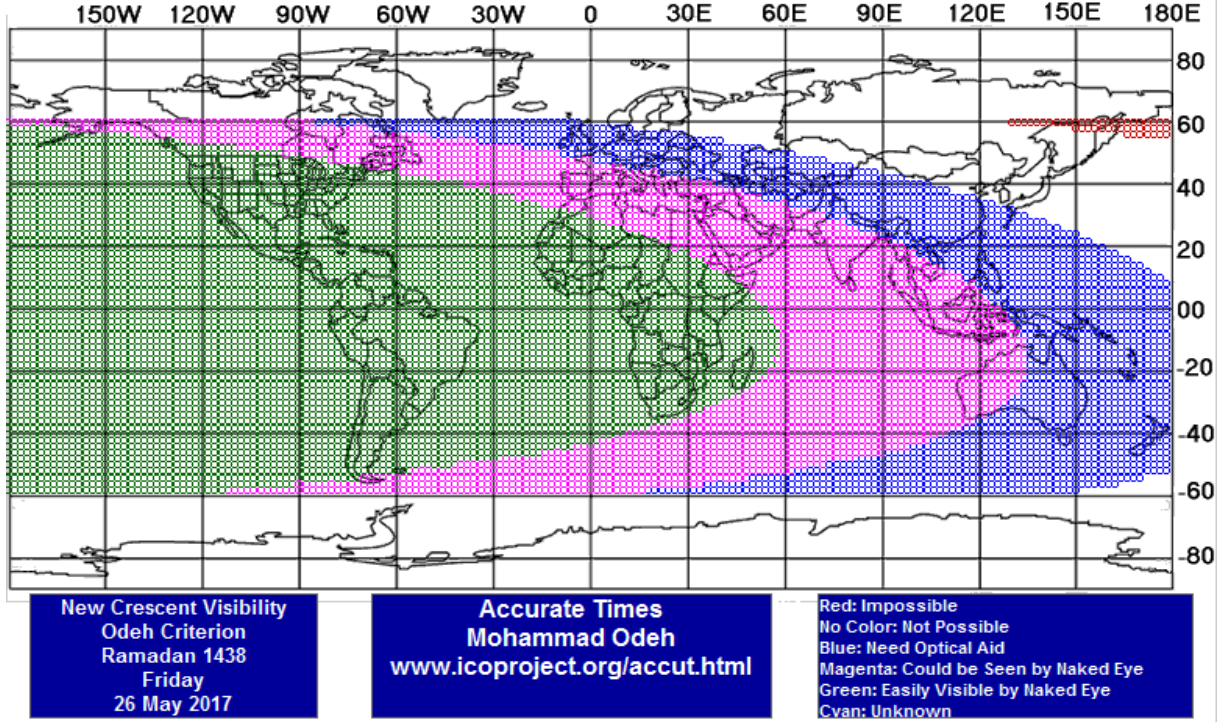 150W 120W 90W 60W 30W 0 30E 60E 90E 120E 150E 180E
80
60
40
20
00
-20
-40
-60
-80
New Crescent Visibility
Odeh Criterion
Ramadan 1438
Friday
26 May 2017
Accurate Times
Mohammad Odeh
www.icoproject.org/accut.html
Red: Impossible
No Color: Not Possible
Blue: Need Optical Aid
Magenta: Could be Seen by Naked Eye
Green: Easily Visible by Naked Eye
Cyan: Unknown